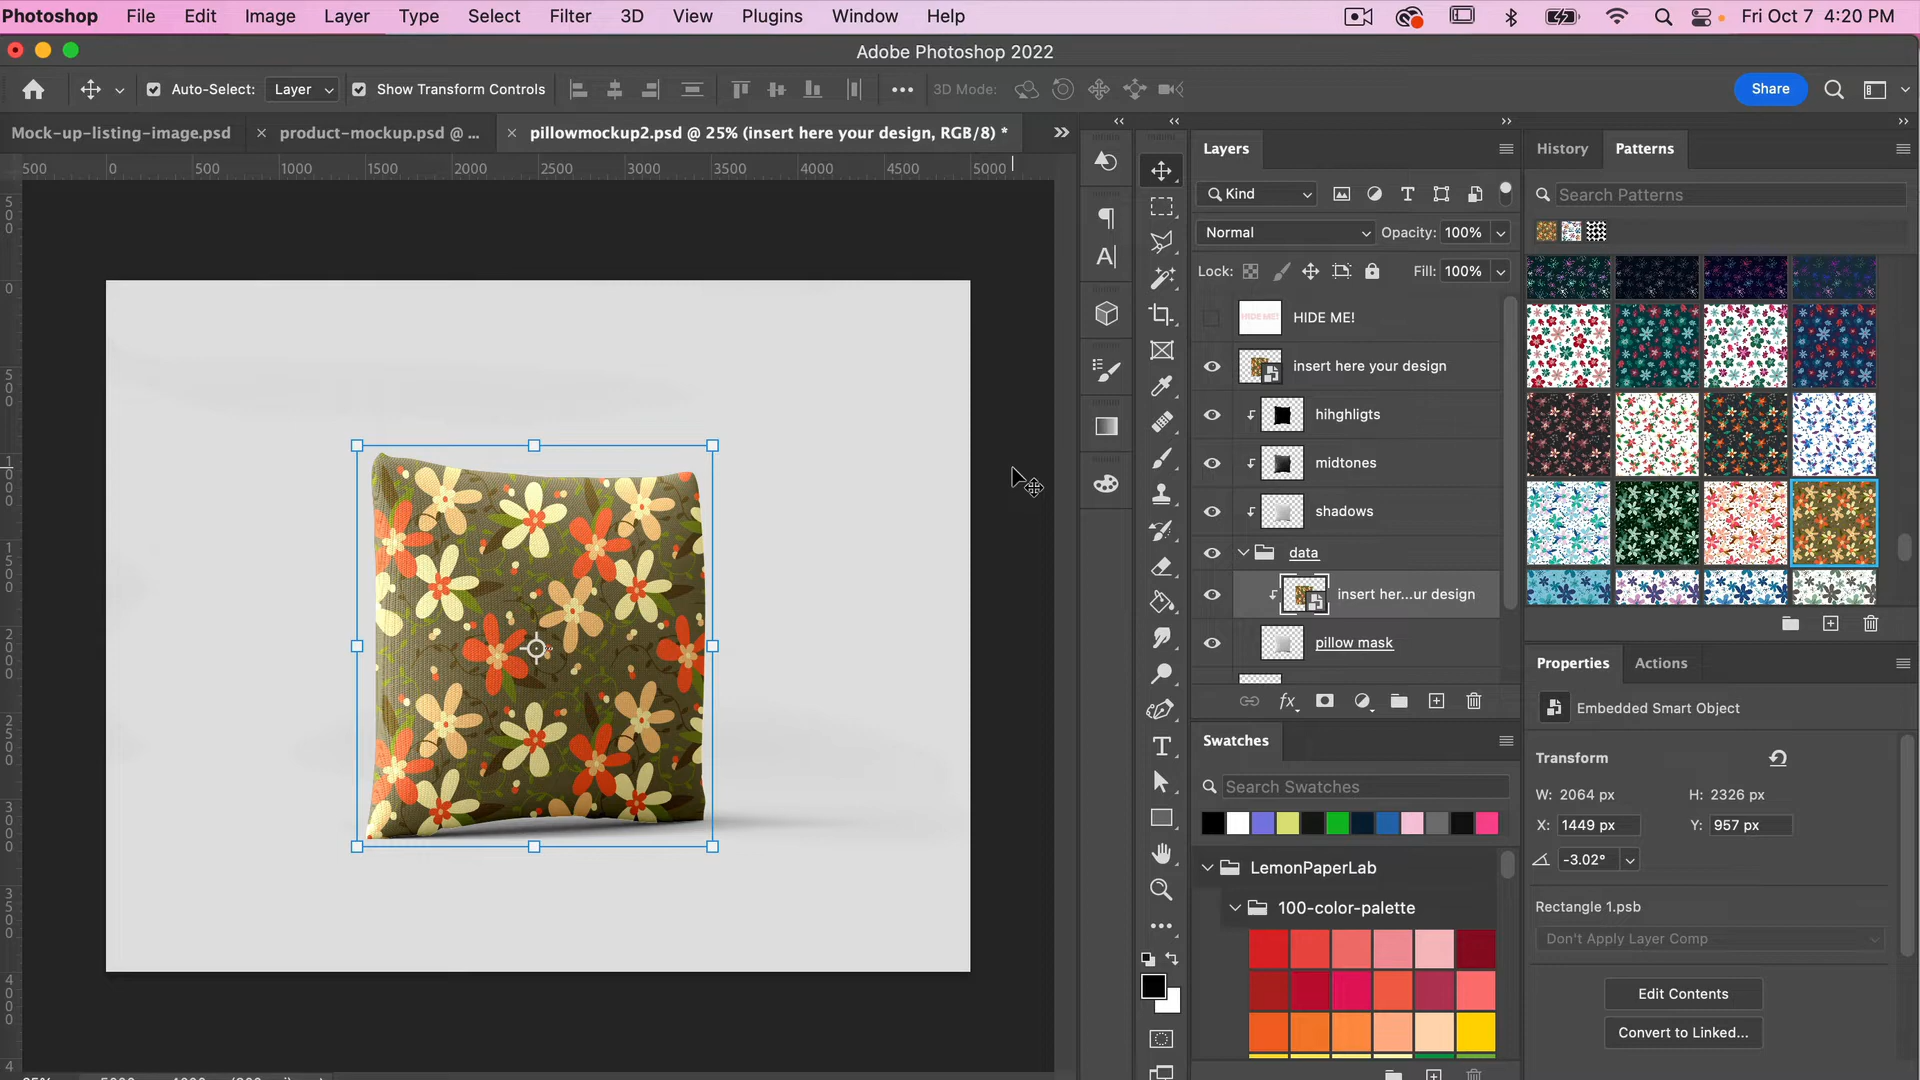 Photoshop File Edit Image Layer Type Select Filter 3D View Plugins Window Help Fri Oct 7 4:20 PM
Adobe Photoshop 2022
Auto-Select: Layer Show Transform Controls 3D Mode: Share
Mock-up-listing-image.psd product-mockup.psd @ ... pillowmockup2.psd @ 25% (insert here your design, RGB/8) *
500 0 500 1000 1500 2000 2500 3000 3500 4000 4500 5000
Layers
Kind
Normal Opacity: 100%
Lock: Fill: 100%
HIDE ME! HIDE ME!
insert here your design
hihghligts
midtones
shadows
data
insert her...ur design
pillow mask
fx
Swatches
Search Swatches
LemonPaperLab
100-color-palette
History Patterns
Search Patterns
Properties Actions
Embedded Smart Object
Transform
W: 2064 px H: 2326 px
X: 1449 px Y: 957 px
-3.02°
Rectangle 1.psb
Don't Apply Layer Comp
Edit Contents
Convert to Linked...